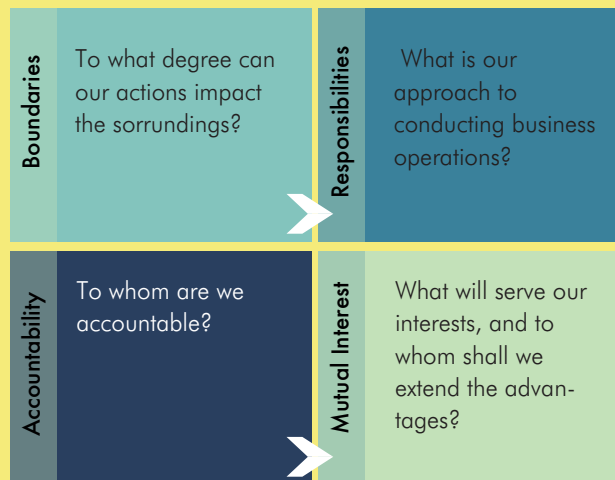 Boundaries
To what degree can
our actions impact
the sorrundings?
Responsibilities
What is our
approach to
conducting business
operations?
Accountability
To whom are we
accountable?
Mutual Interest
What will serve our
interests, and to
whom shall we
extend the advan-
tages?